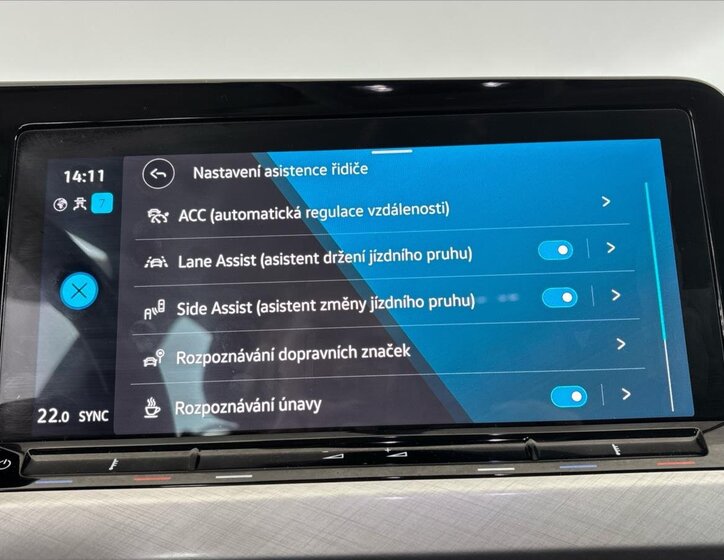 14:11
Nastavení asistence řidiče
7
ACC (automatická regulace vzdálenosti)
Lane Assist (asistent držení jízdního pruhu)
Side Assist (asistent změny jízdního pruhu)
Rozpoznávání dopravních značek
Rozpoznávání únavy
22.0 SYNC